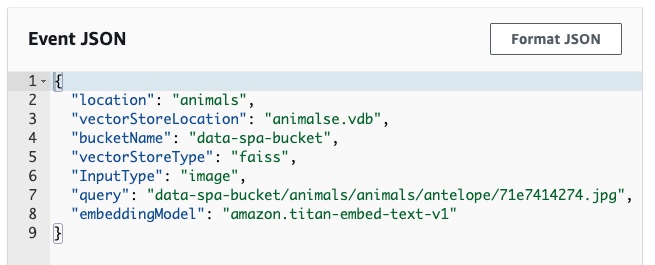 Event JSON
Format JSON
1 {
2 "location": "animals",
3 "vectorStoreLocation": "animalse.vdb",
4 "bucketName": "data-spa-bucket",
5 "vectorStoreType": "faiss",
6 "InputType": "image",
7 "query": "data-spa-bucket/animals/animals/antelope/71e7414274.jpg",
8 "embeddingModel": "amazon.titan-embed-text-v1"
9 }